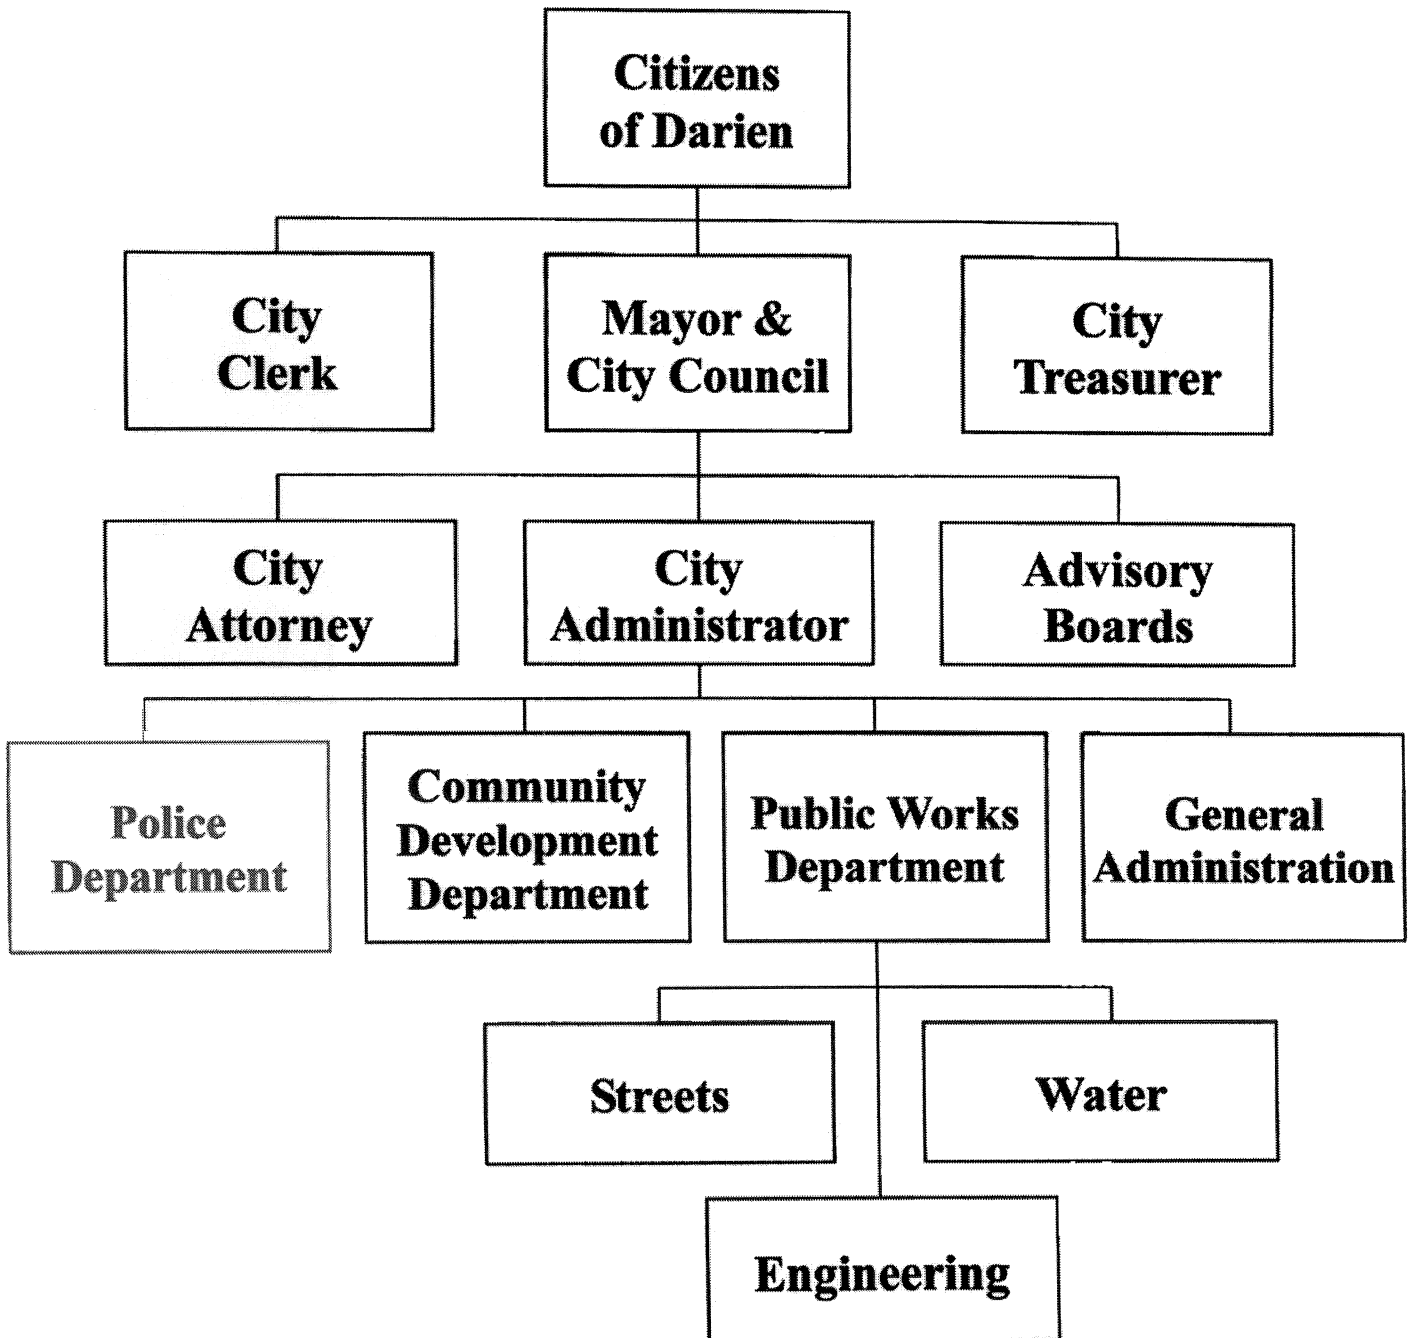 Citizens
of Darien
City
Clerk
Mayor &
City Council
City
Treasurer
City
Attorney
City
Administrator
Advisory
Boards
Police
Department
Community
Development
Department
Public Works
Department
General
Administration
Streets
Water
Engineering